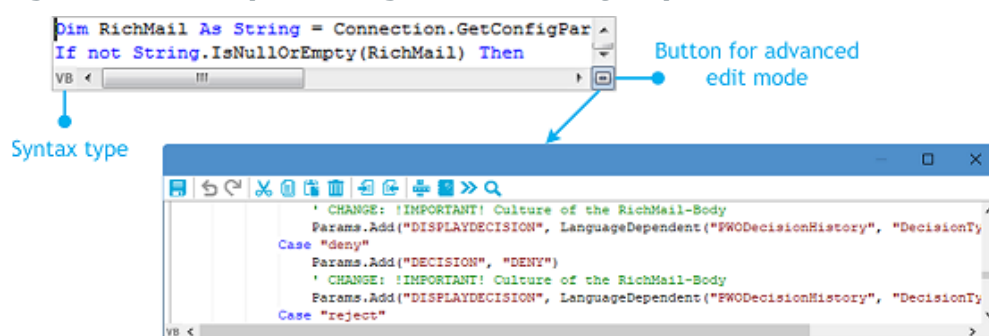 Dim RichMail As String = Connection.GetConfigPar
If not String.IsNullOrEmpty(RichMail) Then
VB
Button for advanced
edit mode
Syntax type
' CHANGE: !IMPORTANT! Culture of the RichMail-Body
Params.Add("DISPLAYDECISION", LanguageDependent("PWODecisionHistory", "DecisionTy
Case "deny"
Params.Add("DECISION", "DENY")
' CHANGE: !IMPORTANT! Culture of the RichMail-Body
Params.Add("DISPLAYDECISION", LanguageDependent("PWODecisionHistory", "DecisionTy
Case "reject"
VB